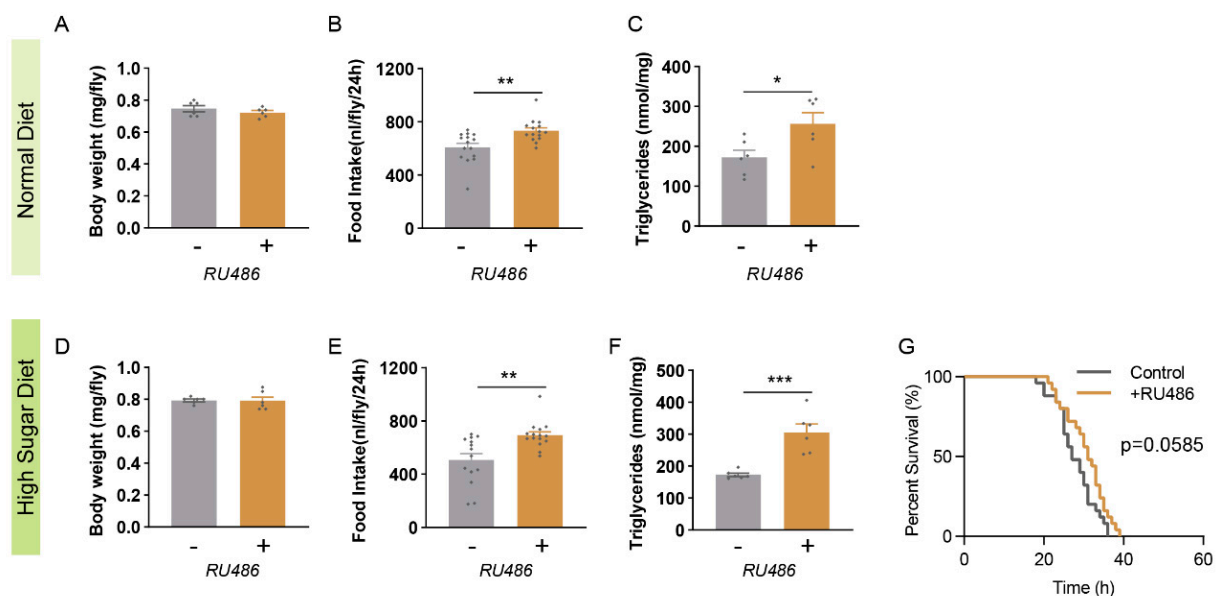 Normal Diet
A
Body weight (mg/fly)
1.0
0.8
0.6
0.4
0.2
0.0
- +
RU486
B
Food Intake(nl/fly/24h)
1200
800
400
0
**
- +
RU486
C
Triglycerides (nmol/mg)
400
300
200
100
0
*
- +
RU486
High Sugar Diet
D
Body weight (mg/fly)
1.0
0.8
0.6
0.4
0.2
0.0
- +
RU486
E
Food Intake(nl/fly/24h)
1200
800
400
0
**
- +
RU486
F
Triglycerides (nmol/mg)
500
400
300
200
100
0
***
- +
RU486
G
Percent Survival (%)
100
50
0
0 20 40 60
Time (h)
Control
+RU486
p=0.0585